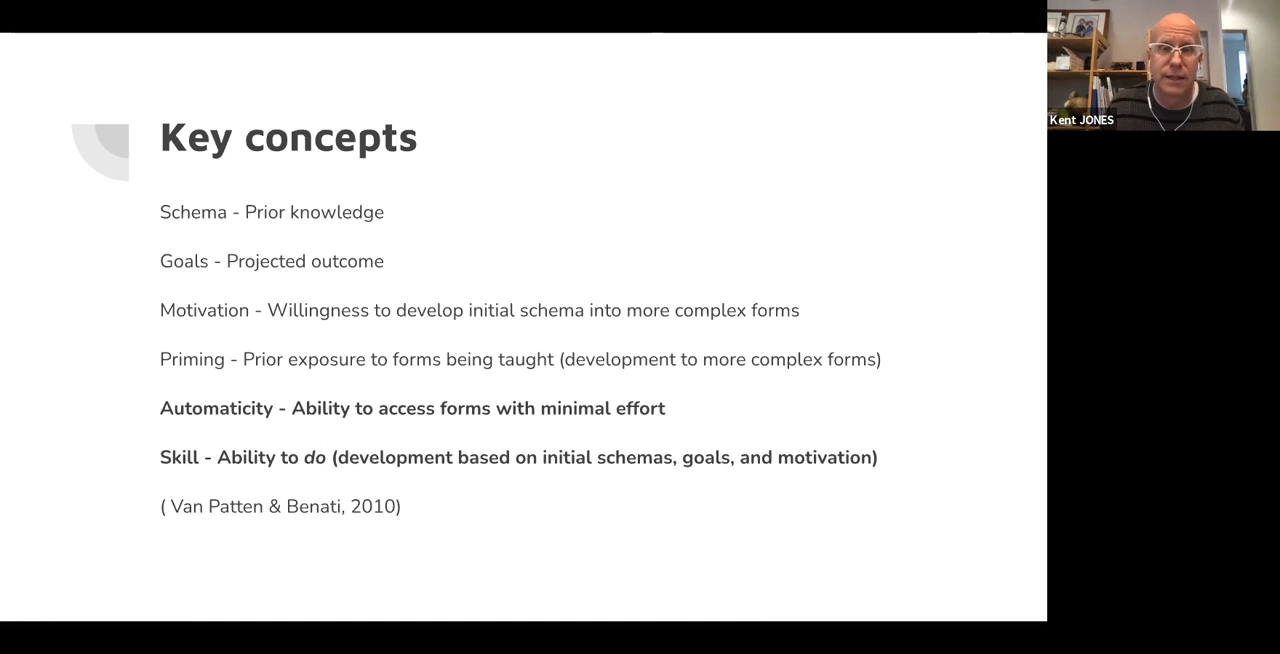 Key concepts
Schema - Prior knowledge
Goals - Projected outcome
Motivation - Willingness to develop initial schema into more complex forms
Priming - Prior exposure to forms being taught (development to more complex forms)
Automaticity - Ability to access forms with minimal effort
Skill - Ability to do (development based on initial schemas, goals, and motivation)
( Van Patten & Benati, 2010)
Kent JONES